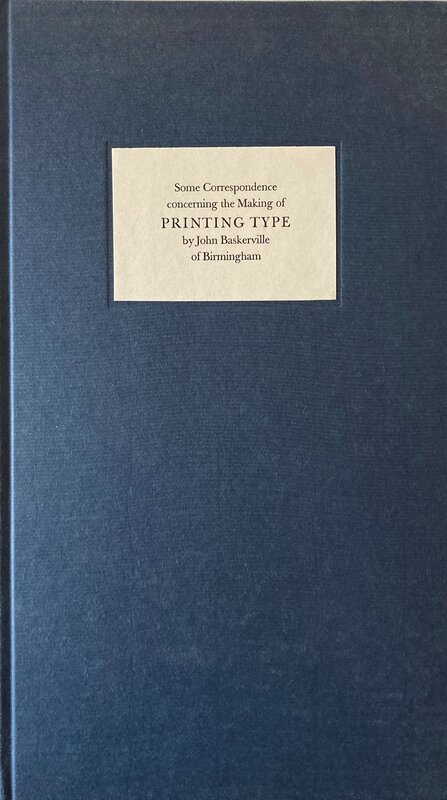 Some Correspondence
concerning the Making of
PRINTING TYPE
by John Baskerville
of Birmingham